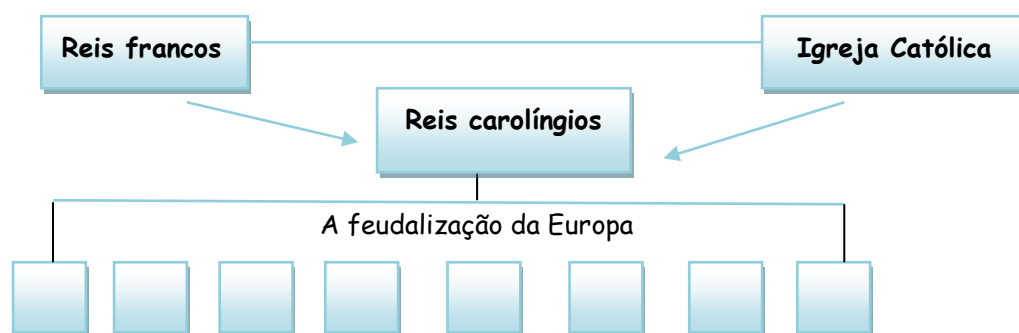 Reis francos
Igreja Católica
Reis carolíngios
A feudalização da Europa